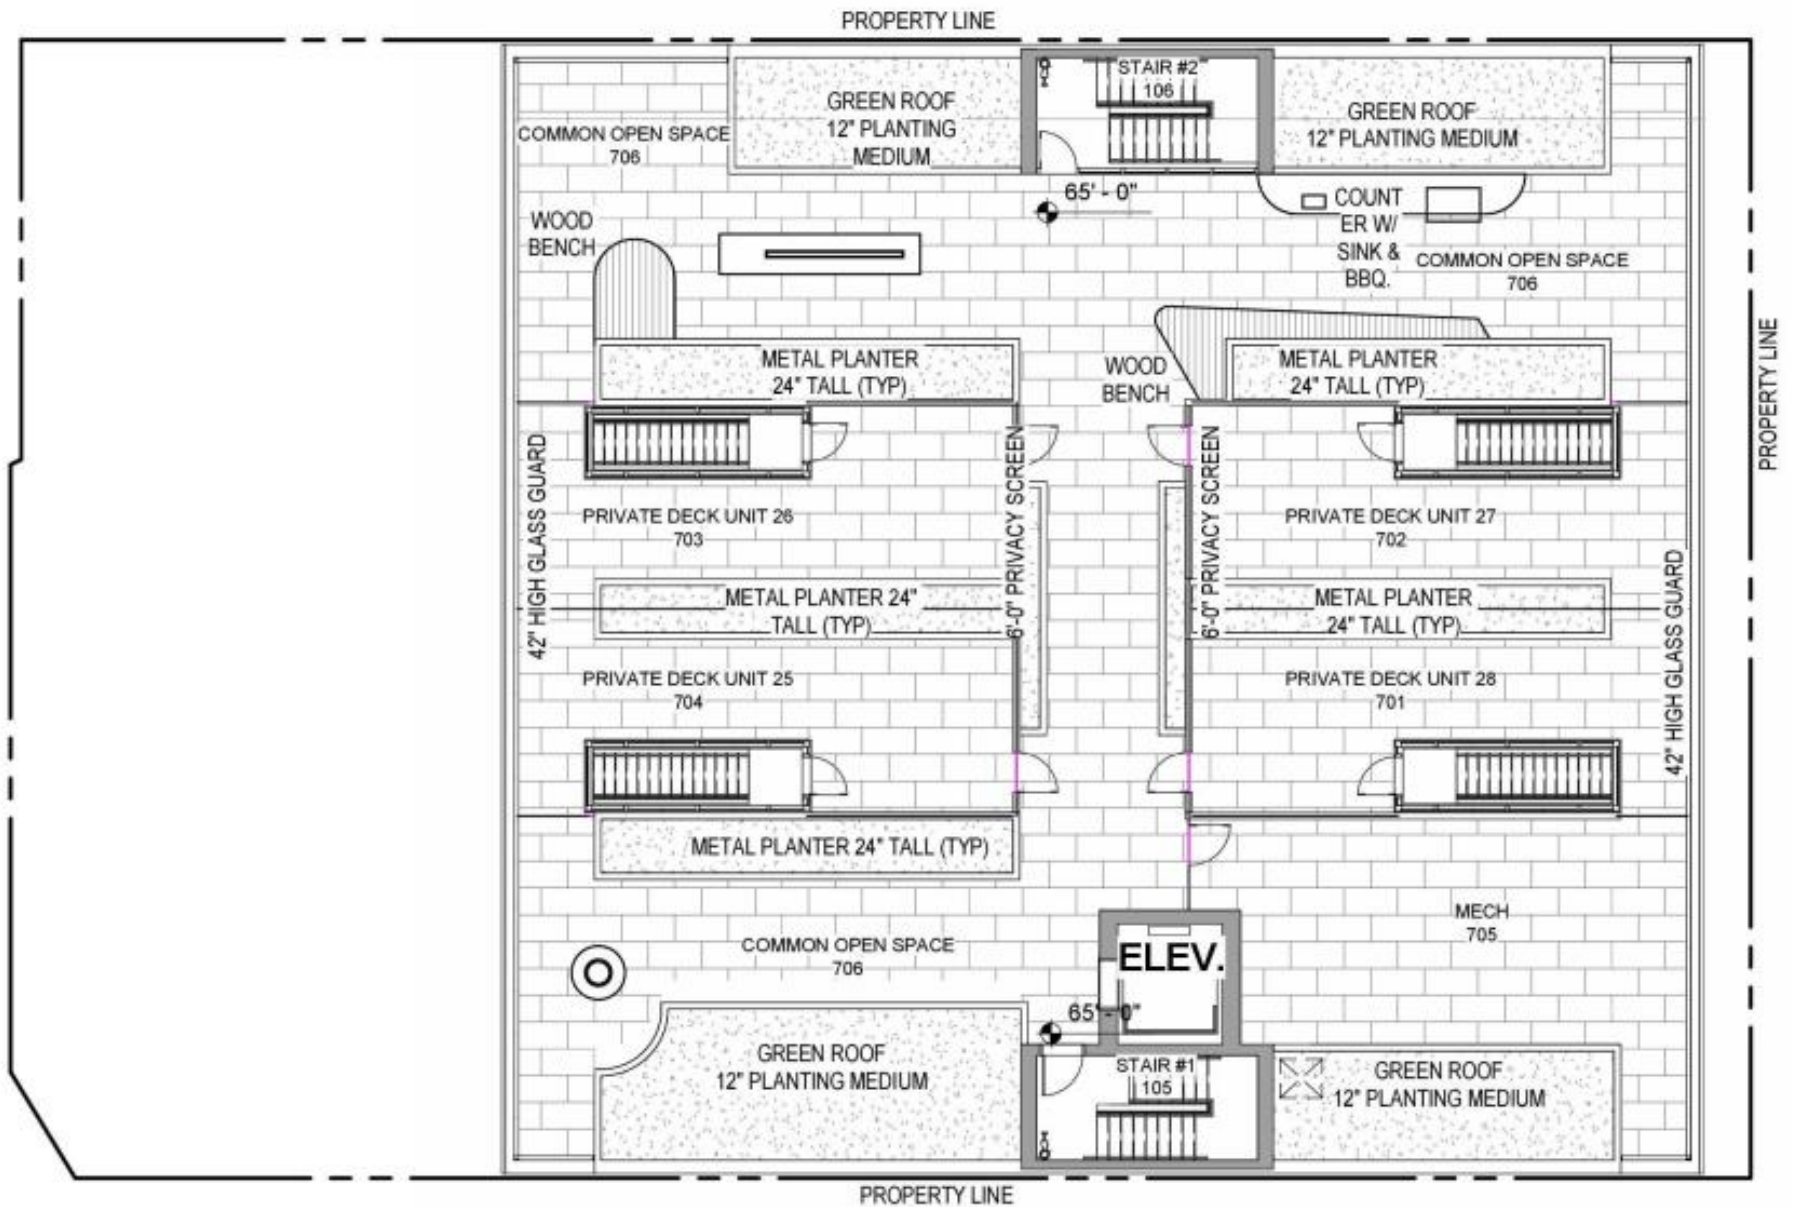 PROPERTY LINE
STAIR #2
106
GREEN ROOF
12" PLANTING
MEDIUM
GREEN ROOF
12" PLANTING MEDIUM
COMMON OPEN SPACE
706
65' - 0"
COUNT
ER W/
SINK &
BBQ.
WOOD
BENCH
COMMON OPEN SPACE
706
PROPERTY LINE
METAL PLANTER
24" TALL (TYP)
WOOD
BENCH
METAL PLANTER
24" TALL (TYP)
42" HIGH GLASS GUARD
6'-0" PRIVACY SCREEN
6'-0" PRIVACY SCREEN
PRIVATE DECK UNIT 26
703
PRIVATE DECK UNIT 27
702
42" HIGH GLASS GUARD
METAL PLANTER 24"
TALL (TYP)
METAL PLANTER
24" TALL (TYP)
PRIVATE DECK UNIT 25
704
PRIVATE DECK UNIT 28
701
METAL PLANTER 24" TALL (TYP)
MECH
705
COMMON OPEN SPACE
706
ELEV.
65' - 0"
GREEN ROOF
12" PLANTING MEDIUM
STAIR #1
105
GREEN ROOF
12" PLANTING MEDIUM
PROPERTY LINE